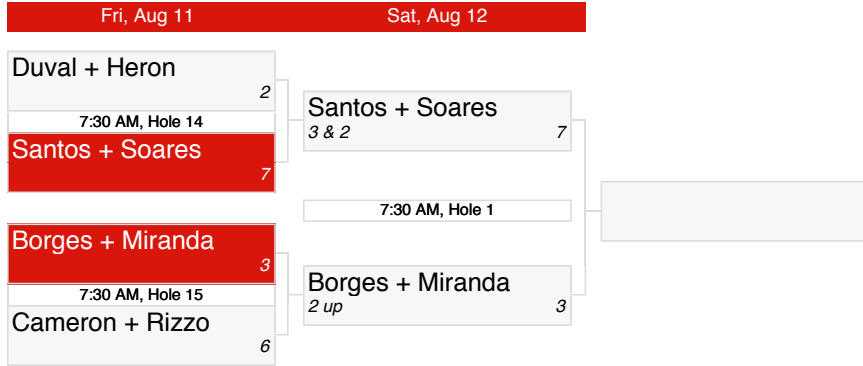 Fri, Aug 11
Sat, Aug 12
Duval + Heron
2
7:30 AM, Hole 14
Santos + Soares
7
Santos + Soares
3 & 2 7
7:30 AM, Hole 1
Borges + Miranda
3
7:30 AM, Hole 15
Cameron + Rizzo
6
Borges + Miranda
2 up 3